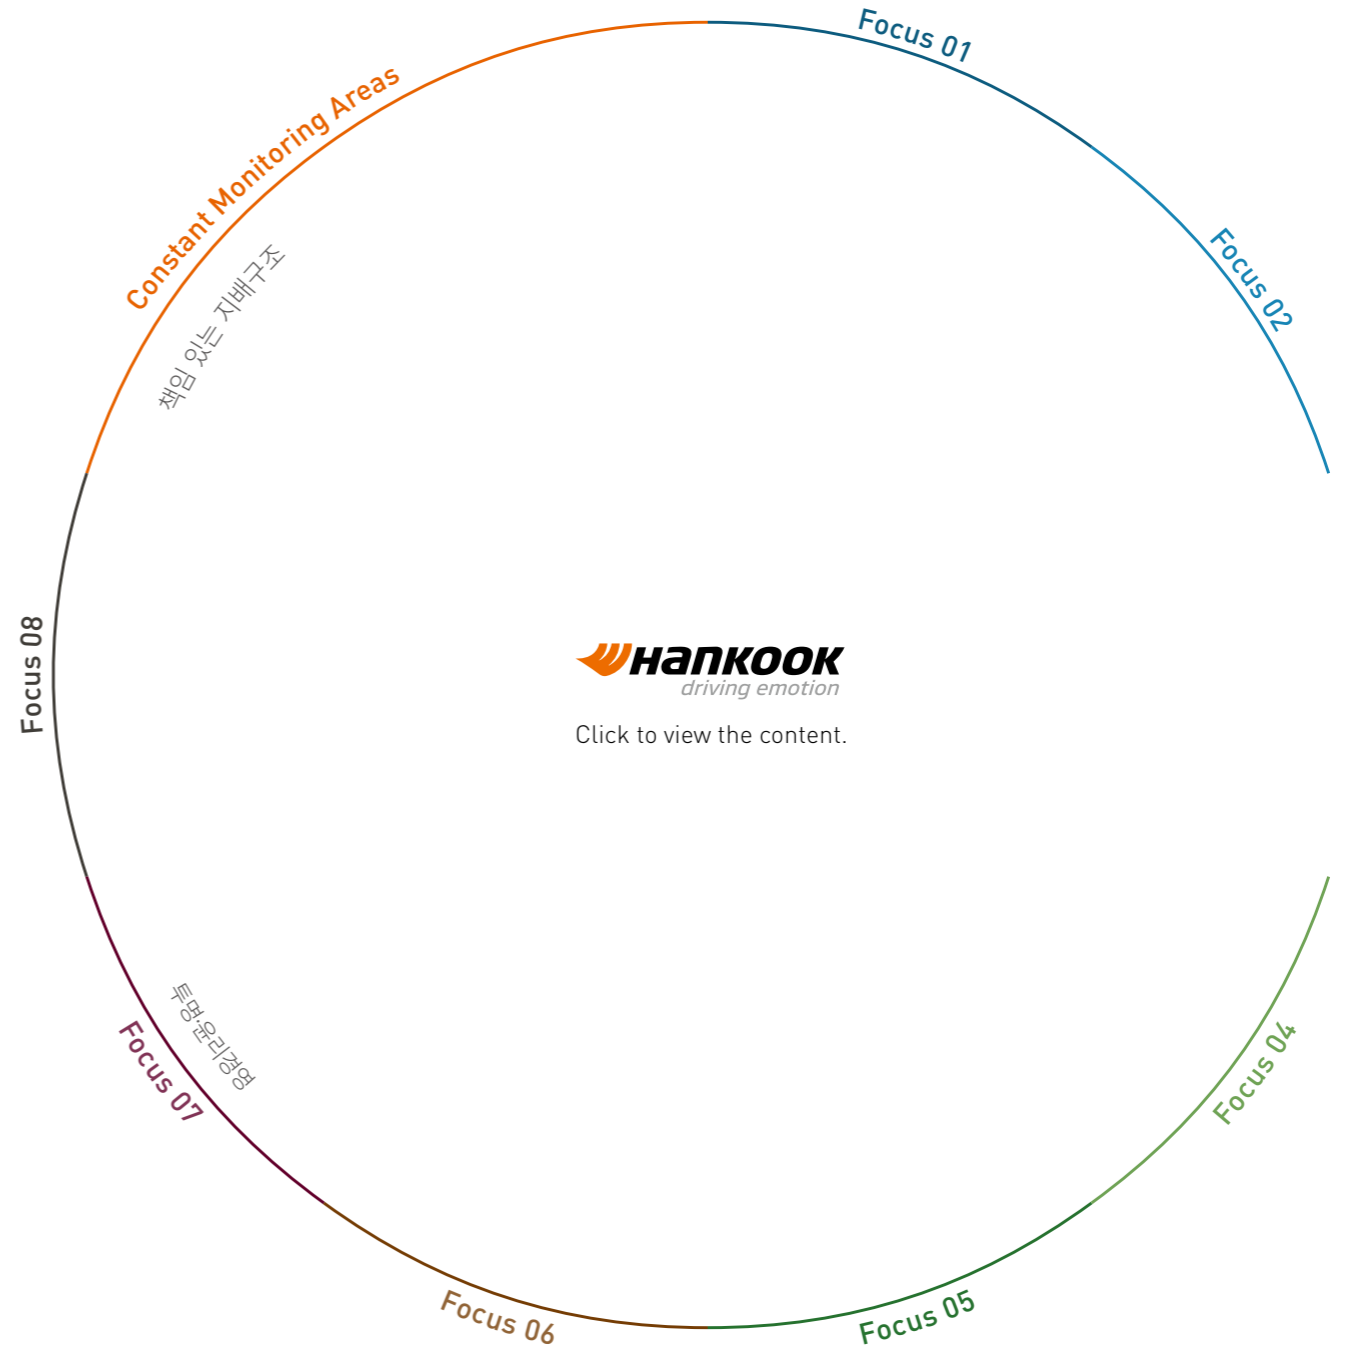 Focus 01
Focus 02
Focus 04
Focus 05
Focus 06
Focus 07
투명·윤리경영
Focus 08
Constant Monitoring Areas
책임 있는 지배구조
HANKOOK
driving emotion
Click to view the content.